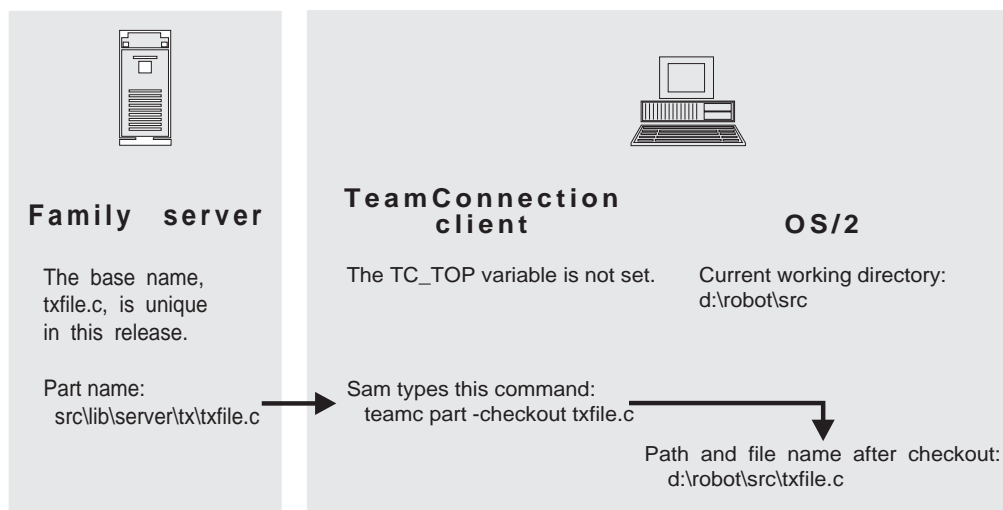 Family server
The base name,
txfile.c, is unique
in this release.
Part name:
src\lib\server\tx\txfile.c
TeamConnection
client
The TC_TOP variable is not set.
Sam types this command:
teamc part -checkout txfile.c
OS/2
Current working directory:
d:\robot\src
Path and file name after checkout:
d:\robot\src\txfile.c